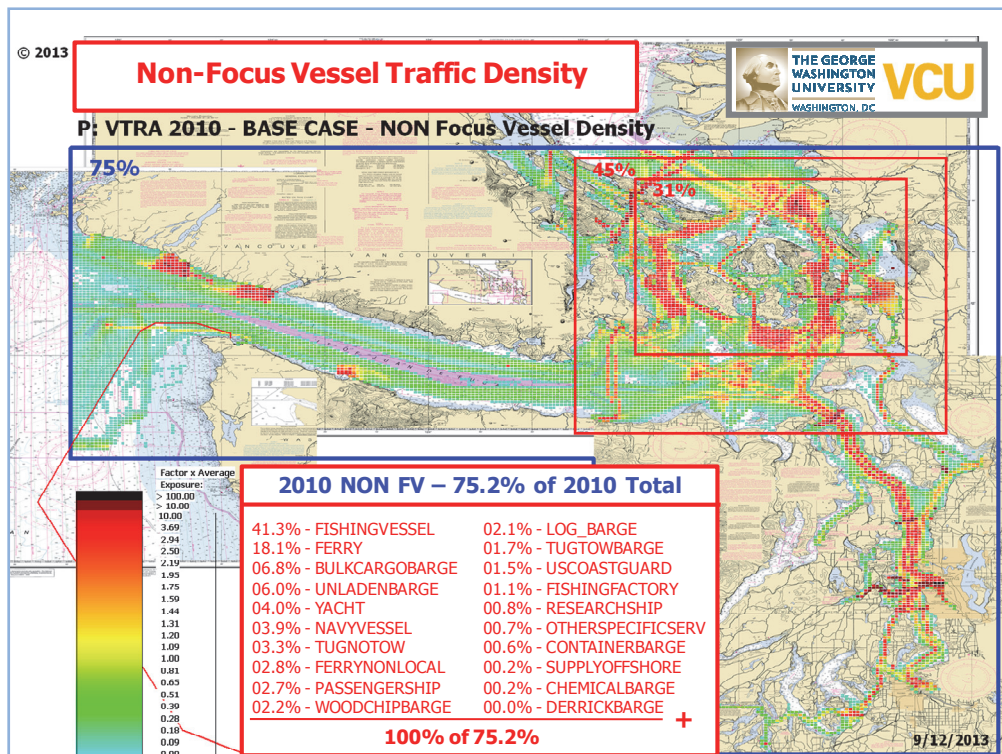 © 2013
Non-Focus Vessel Traffic Density
THE GEORGE
WASHINGTON
UNIVERSITY
WASHINGTON, DC
VCU
P: VTRA 2010 - BASE CASE - NON Focus Vessel Density
75%
45%
31%
VANCOUVER
VANCOUVER
Factor x Average
Exposure:
> 100.00
> 10.00
10.00
3.69
2.94
2.50
2.19
1.95
1.75
1.59
1.44
1.31
1.20
1.09
1.00
0.81
0.65
0.51
0.39
0.28
0.18
0.09
0.00
2010 NON FV – 75.2% of 2010 Total
41.3% - FISHINGVESSEL
18.1% - FERRY
06.8% - BULKCARGOBARGE
06.0% - UNLADENBARGE
04.0% - YACHT
03.9% - NAVYVESSEL
03.3% - TUGNOTOW
02.8% - FERRYNONLOCAL
02.7% - PASSENGERSHIP
02.2% - WOODCHIPBARGE
02.1% - LOG_BARGE
01.7% - TUGTOWBARGE
01.5% - USCOASTGUARD
01.1% - FISHINGFACTORY
00.8% - RESEARCHSHIP
00.7% - OTHERSPECIFICSERV
00.6% - CONTAINERBARGE
00.2% - SUPPLYOFFSHORE
00.2% - CHEMICALBARGE
00.0% - DERRICKBARGE
+
100% of 75.2%
9/12/2013